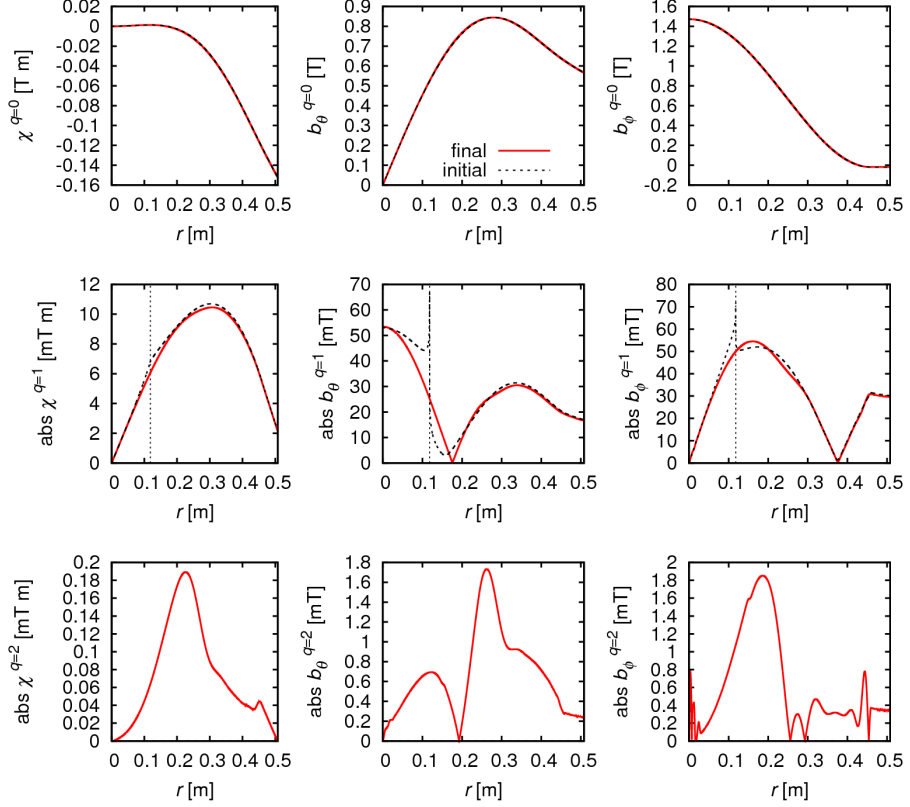 χ q=0 [T m]
0.02
0
-0.02
-0.04
-0.06
-0.08
-0.1
-0.12
-0.14
-0.16
0 0.1 0.2 0.3 0.4 0.5
r [m]
bθ q=0 [T]
0.9
0.8
0.7
0.6
0.5
0.4
0.3
0.2
0.1
0
final
initial
0 0.1 0.2 0.3 0.4 0.5
r [m]
bϕ q=0 [T]
1.6
1.4
1.2
1
0.8
0.6
0.4
0.2
0
-0.2
0 0.1 0.2 0.3 0.4 0.5
r [m]
abs χ q=1 [mT m]
12
10
8
6
4
2
0
0 0.1 0.2 0.3 0.4 0.5
r [m]
abs bθ q=1 [mT]
70
60
50
40
30
20
10
0
0 0.1 0.2 0.3 0.4 0.5
r [m]
abs bϕ q=1 [mT]
80
70
60
50
40
30
20
10
0
0 0.1 0.2 0.3 0.4 0.5
r [m]
abs χ q=2 [mT m]
0.2
0.18
0.16
0.14
0.12
0.1
0.08
0.06
0.04
0.02
0
0 0.1 0.2 0.3 0.4 0.5
r [m]
abs bθ q=2 [mT]
1.8
1.6
1.4
1.2
1
0.8
0.6
0.4
0.2
0
0 0.1 0.2 0.3 0.4 0.5
r [m]
abs bϕ q=2 [mT]
2
1.8
1.6
1.4
1.2
1
0.8
0.6
0.4
0.2
0
0 0.1 0.2 0.3 0.4 0.5
r [m]